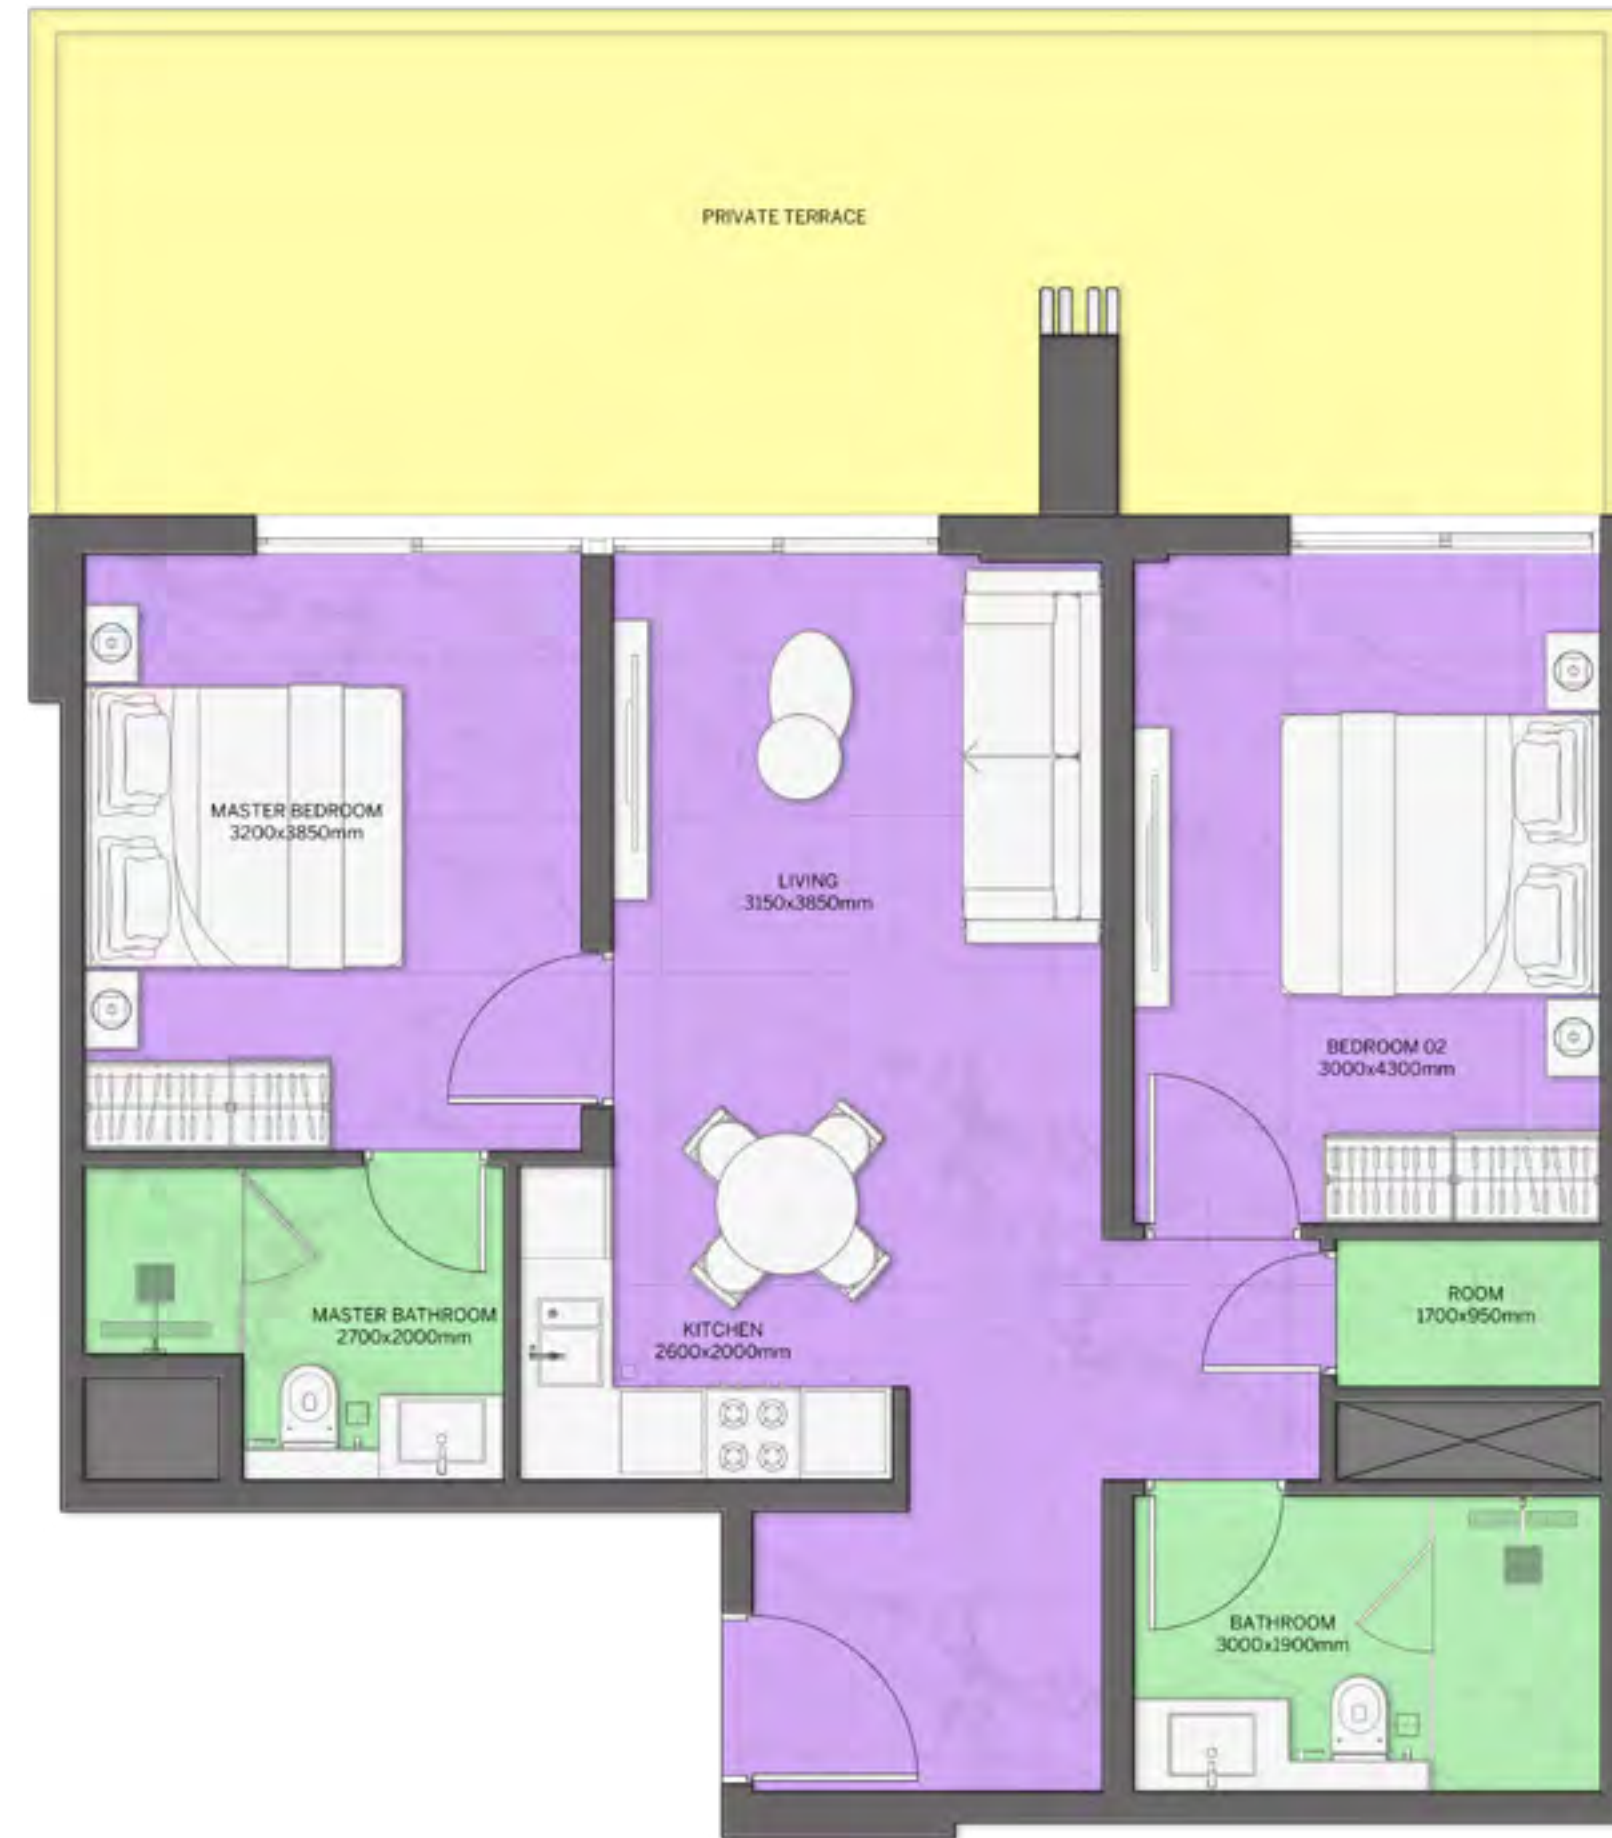 PRIVATE TERRACE
MASTER BEDROOM
3200x3850mm
LIVING
3150x3850mm
BEDROOM 02
3000x4300mm
ROOM
1700x950mm
MASTER BATHROOM
2700x2000mm
KITCHEN
2600x2000mm
BATHROOM
3000x1900mm